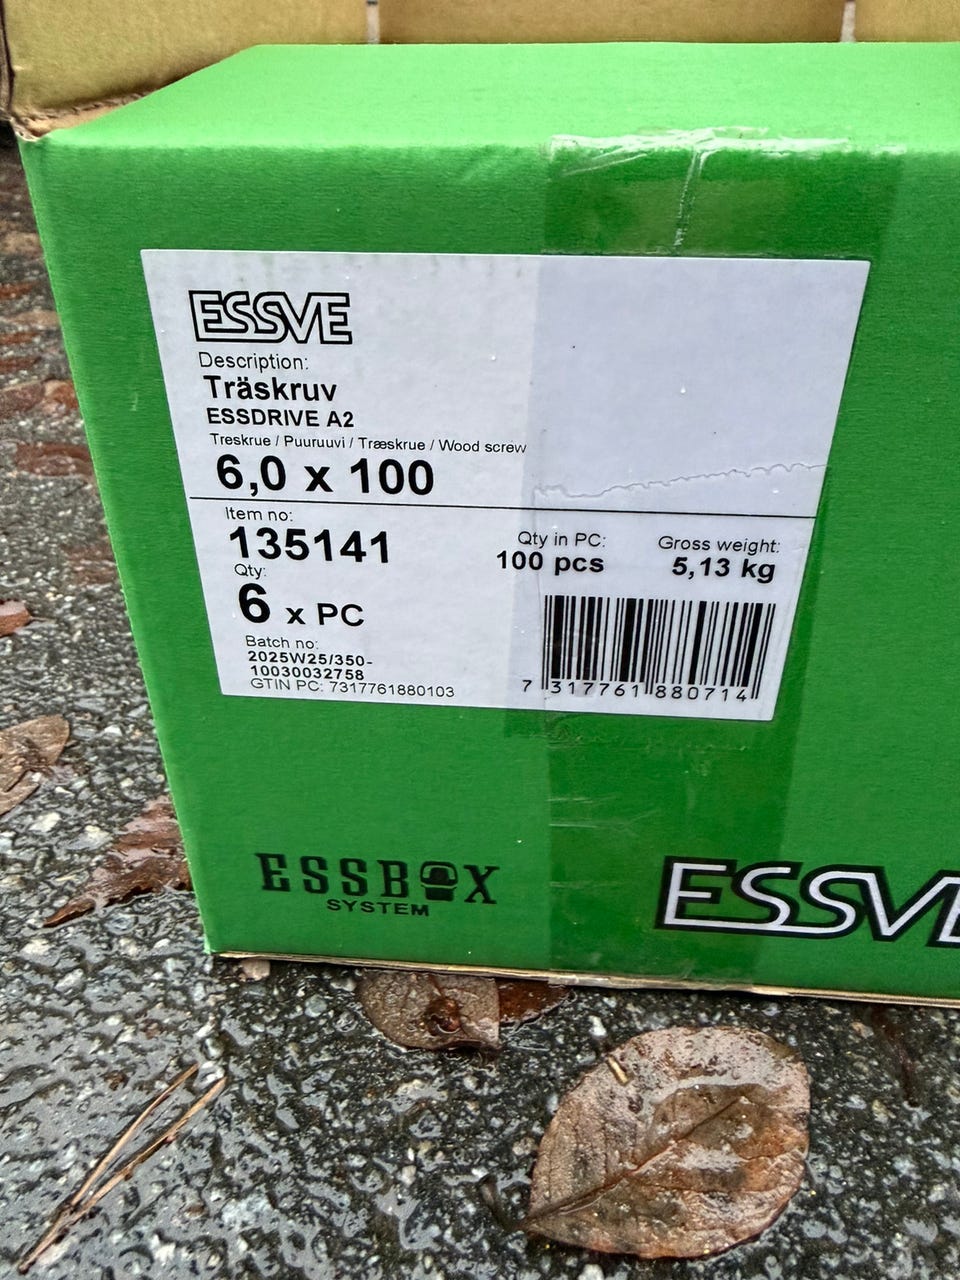 ESSVE
Description:
Träskruv
ESSDRIVE A2
Treskrue / Puuruuvi / Træskrue / Wood screw
6,0 x 100
Item no:
135141
Qty in PC:
100 pcs
Gross weight:
5,13 kg
Qty:
6 x PC
Batch no:
2025W25/350-
10030032758
GTIN PC: 7317761880103
7 317761 880714
ESSBOX
SYSTEM
ESSVE